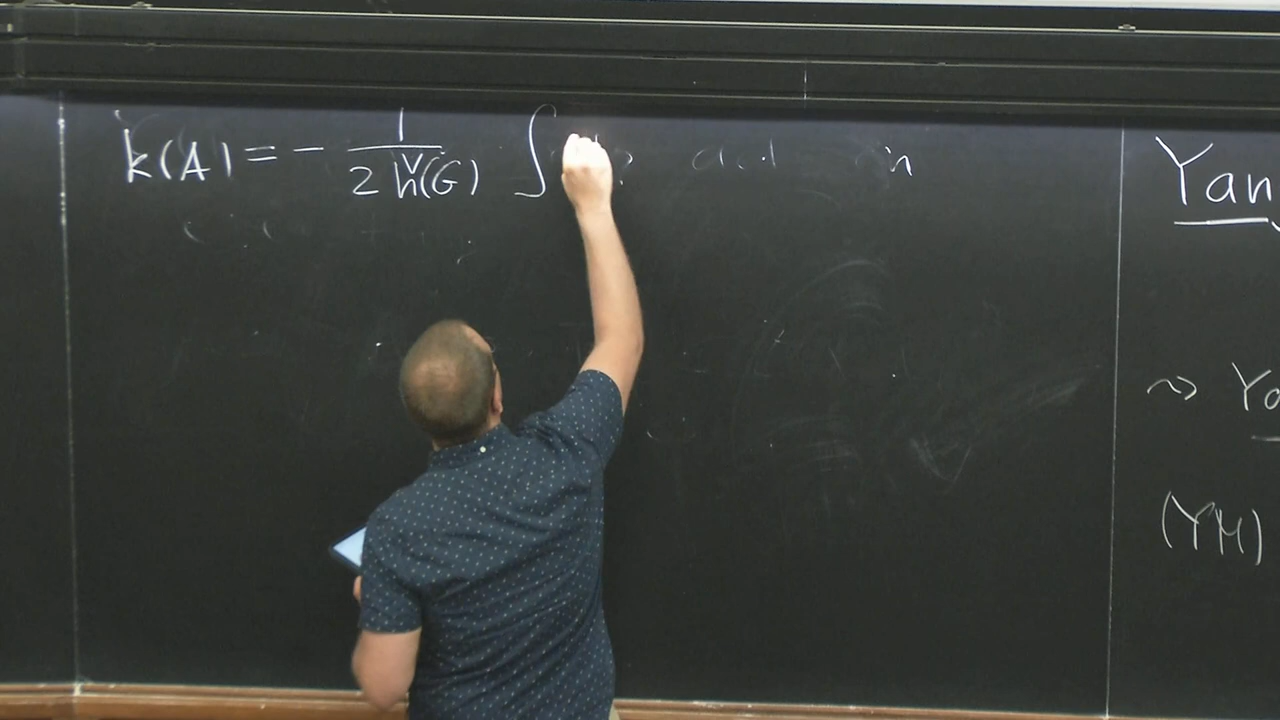 k(A) = - 1/(2 ȟ(G)) ∫
Yan
⇝ Yo
(YM)